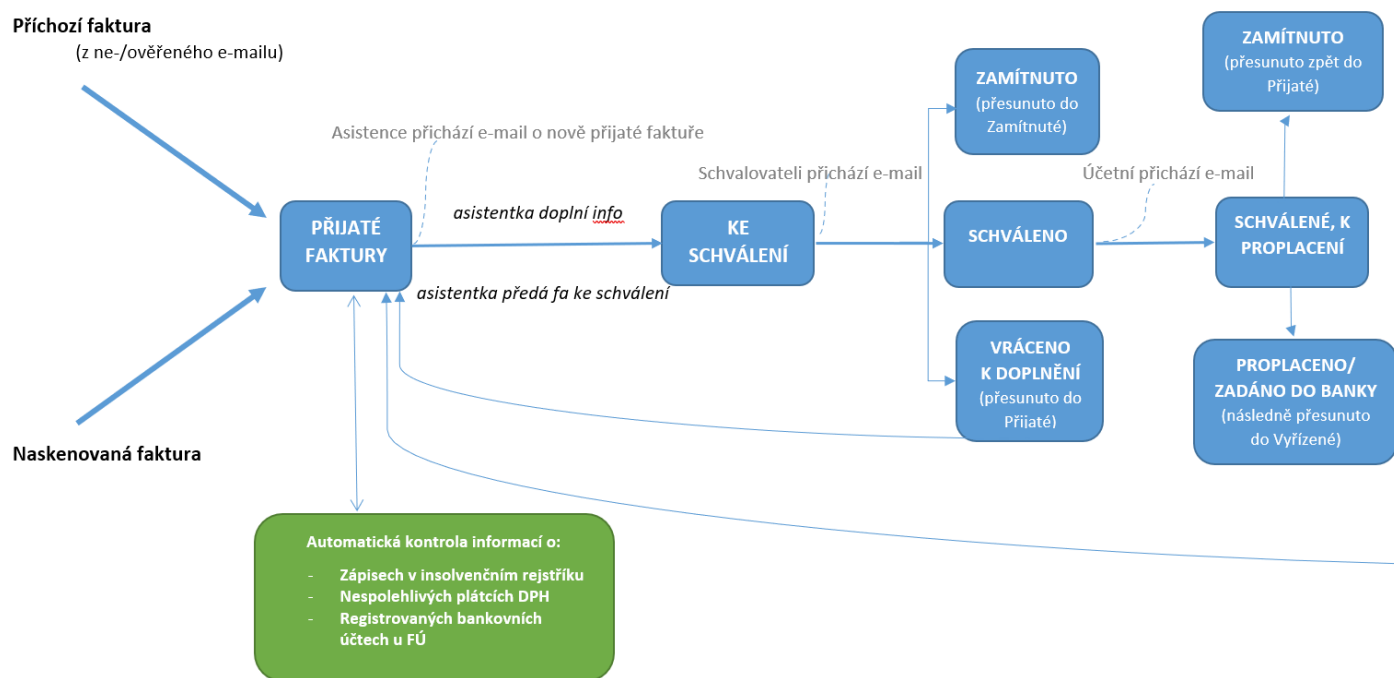 Příchozí faktura
(z ne-/ověřeného e-mailu)
Asistence přichází e-mail o nově přijaté faktuře
asistentka doplní info
PŘIJATÉ
FAKTURY
asistentka předá fa ke schválení
Naskenovaná faktura
Automatická kontrola informací o:
- Zápisech v insolvenčním rejstříku
- Nespolehlivých plátcích DPH
- Registrovaných bankovních
účtech u FÚ
KE
SCHVÁLENÍ
Schvalovateli přichází e-mail
ZAMÍTNUTO
(přesunuto do
Zamítnuté)
SCHVÁLENO
VRÁCENO
K DOPLNĚNÍ
(přesunuto do
Přijaté)
Účetní přichází e-mail
ZAMÍTNUTO
(přesunuto zpět do
Přijaté)
SCHVÁLENÉ, K
PROPLACENÍ
PROPLACENO/
ZADÁNO DO BANKY
(následně přesunuto
do Vyřízené)